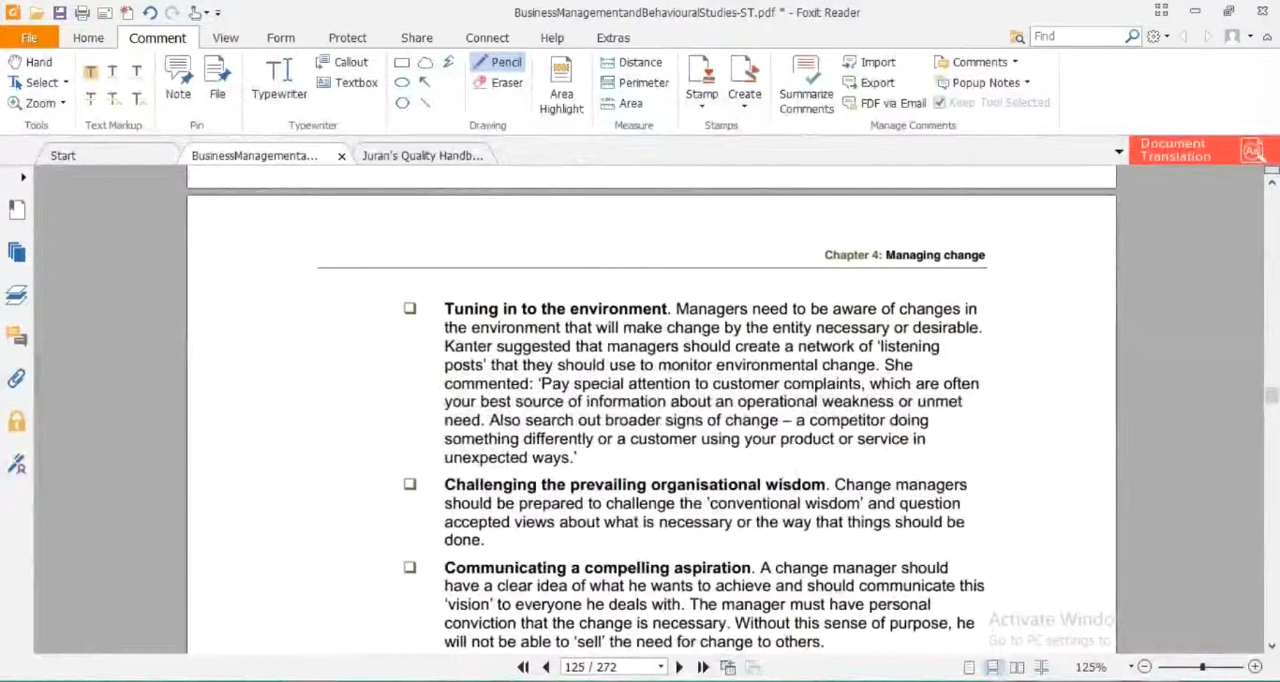 BusinessManagementandBehaviouralStudies-ST.pdf * - Foxit Reader
File Home Comment View Form Protect Share Connect Help Extras Find
Hand Select Zoom Tools
Text Markup
Note File Pin
Typewriter Callout Textbox Typewriter
Pencil Eraser Drawing
Area Highlight
Distance Perimeter Area Measure
Stamp Create Stamps
Summarize Comments Import Export FDF via Email Comments Popup Notes Keep Tool Selected Manage Comments
Start BusinessManagementa... Juran's Quality Handb...
Document Translation
Chapter 4: Managing change
❑ Tuning in to the environment. Managers need to be aware of changes in
the environment that will make change by the entity necessary or desirable.
Kanter suggested that managers should create a network of ‘listening
posts’ that they should use to monitor environmental change. She
commented: ‘Pay special attention to customer complaints, which are often
your best source of information about an operational weakness or unmet
need. Also search out broader signs of change – a competitor doing
something differently or a customer using your product or service in
unexpected ways.’
❑ Challenging the prevailing organisational wisdom. Change managers
should be prepared to challenge the ‘conventional wisdom’ and question
accepted views about what is necessary or the way that things should be
done.
❑ Communicating a compelling aspiration. A change manager should
have a clear idea of what he wants to achieve and should communicate this
‘vision’ to everyone he deals with. The manager must have personal
conviction that the change is necessary. Without this sense of purpose, he
will not be able to ‘sell’ the need for change to others.
Activate Windo
Go to PC settings to
125 / 272 125%